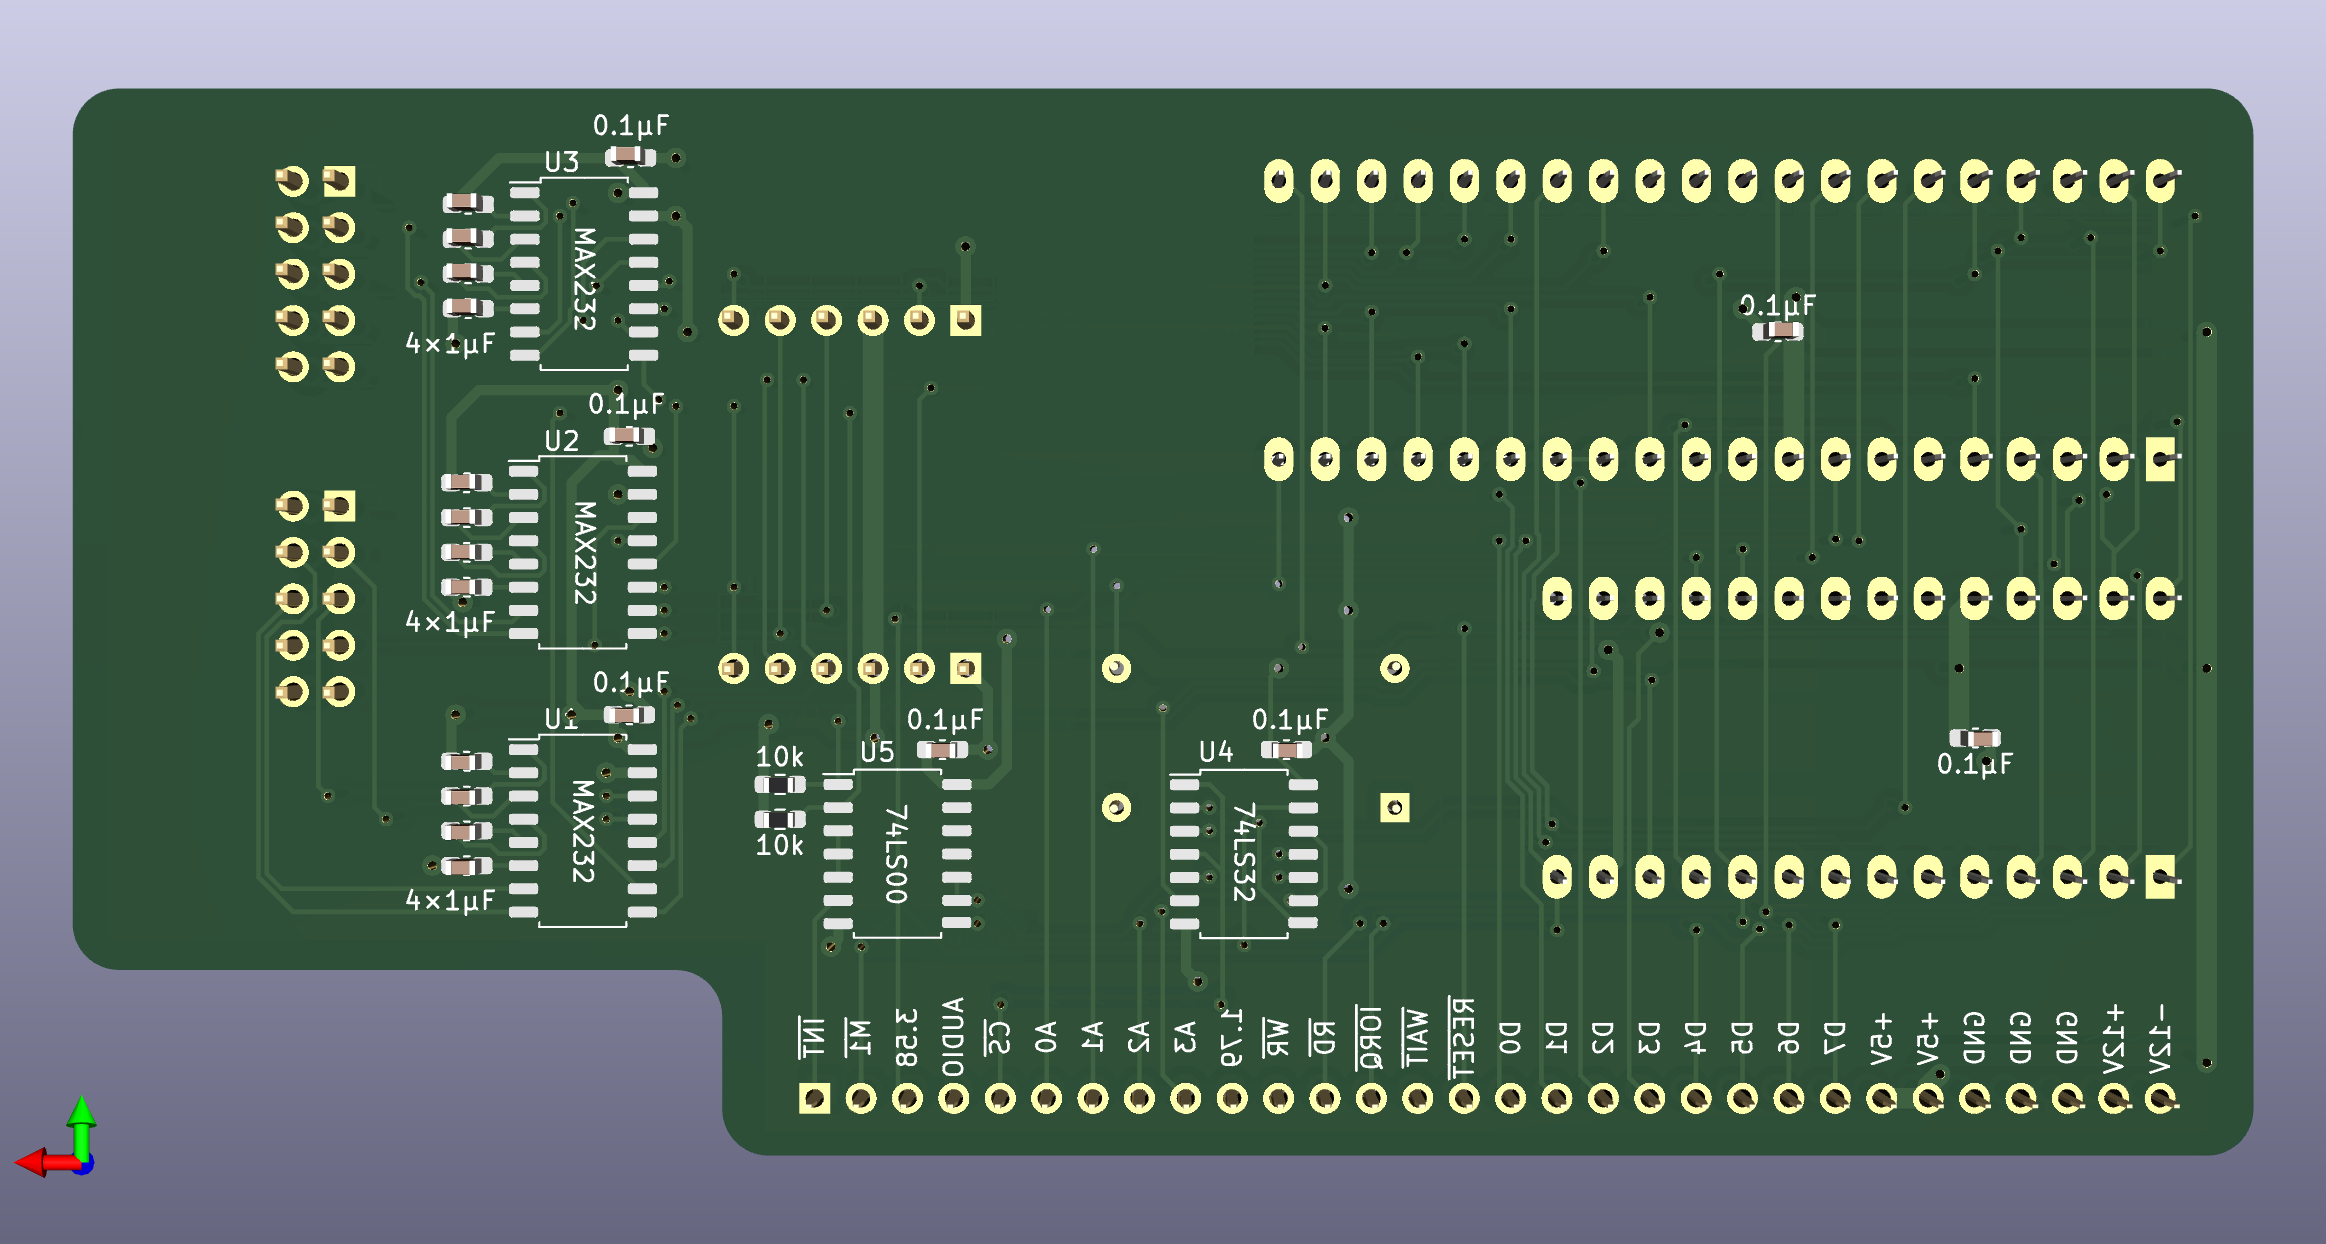 0.1µF
U3
MAX232
4×1µF
0.1µF
0.1µF
U2
MAX232
4×1µF
0.1µF
U1
MAX232
4×1µF
10k
10k
0.1µF
U5
74LS00
0.1µF
U4
74LS32
0.1µF
INT
M1
3.58
AUDIO
CS
A0
A1
A2
A3
1.79
WR
RD
IORQ
WAIT
RESET
D0
D1
D2
D3
D4
D5
D6
D7
+5V
+5V
GND
GND
GND
+12V
-12V